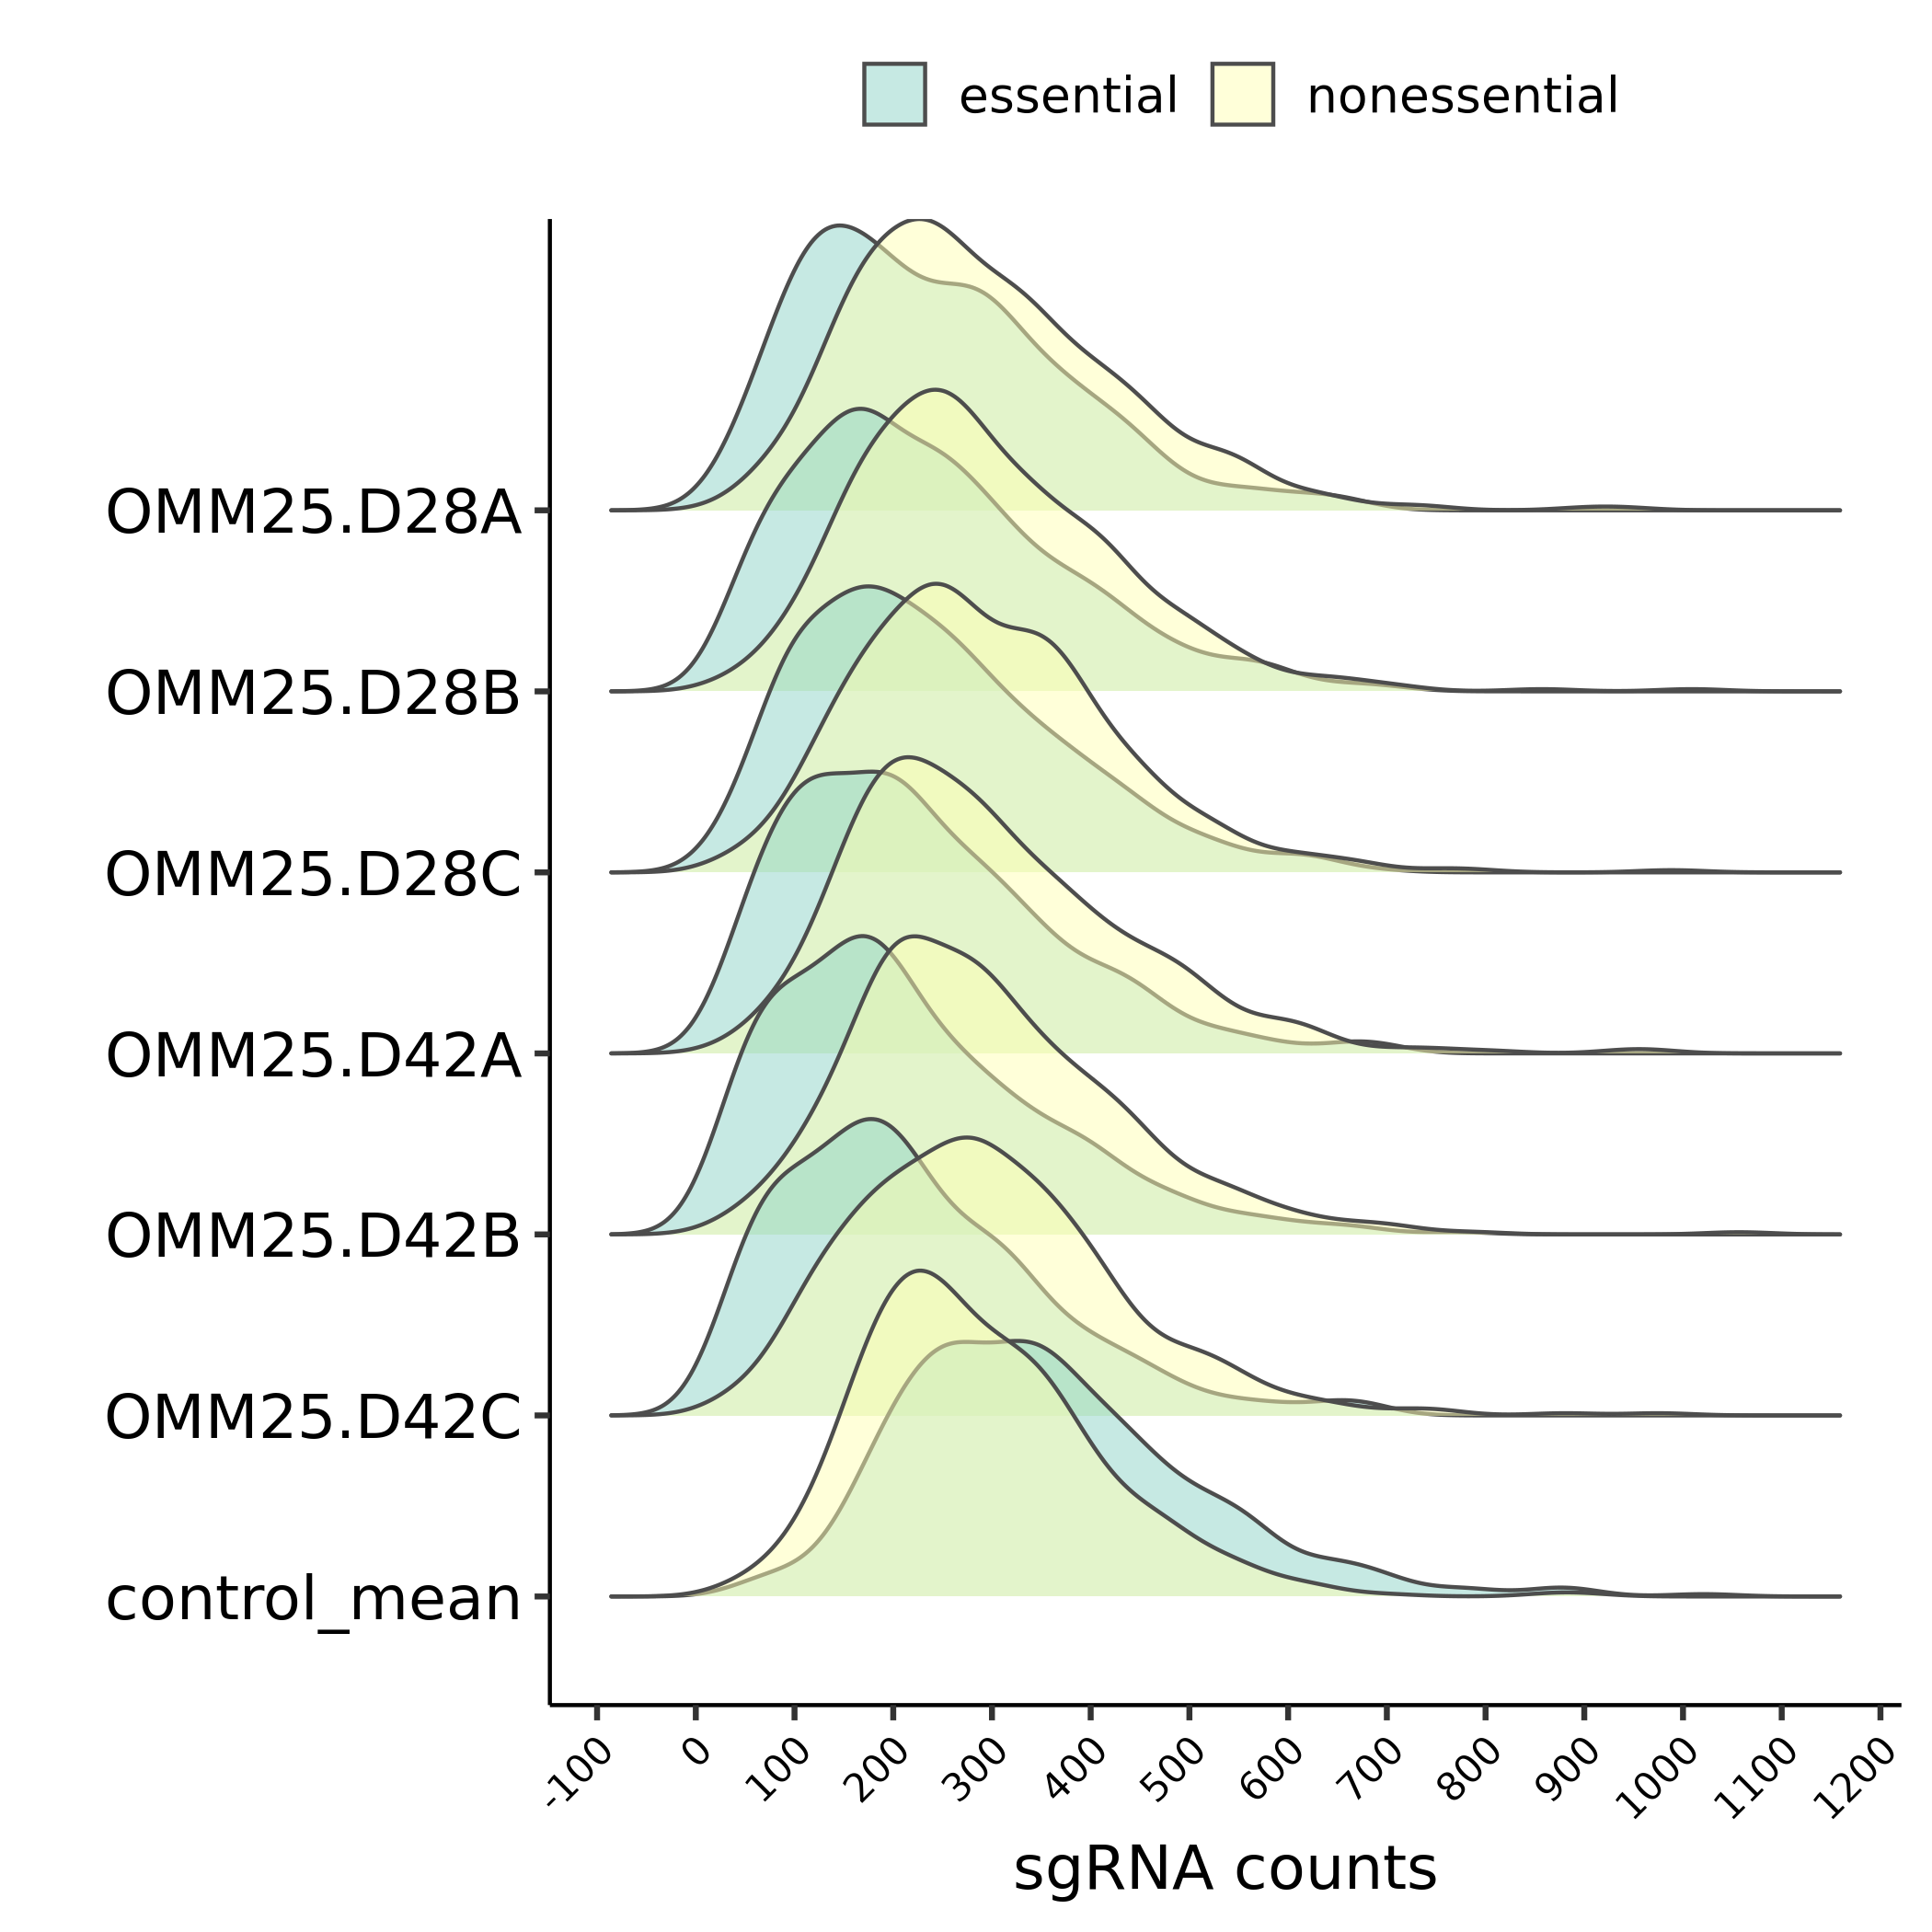 essential nonessential
OMM25.D28A
OMM25.D28B
OMM25.D28C
OMM25.D42A
OMM25.D42B
OMM25.D42C
control_mean
-100 0 100 200 300 400 500 600 700 800 900 1000 1100 1200
sgRNA counts